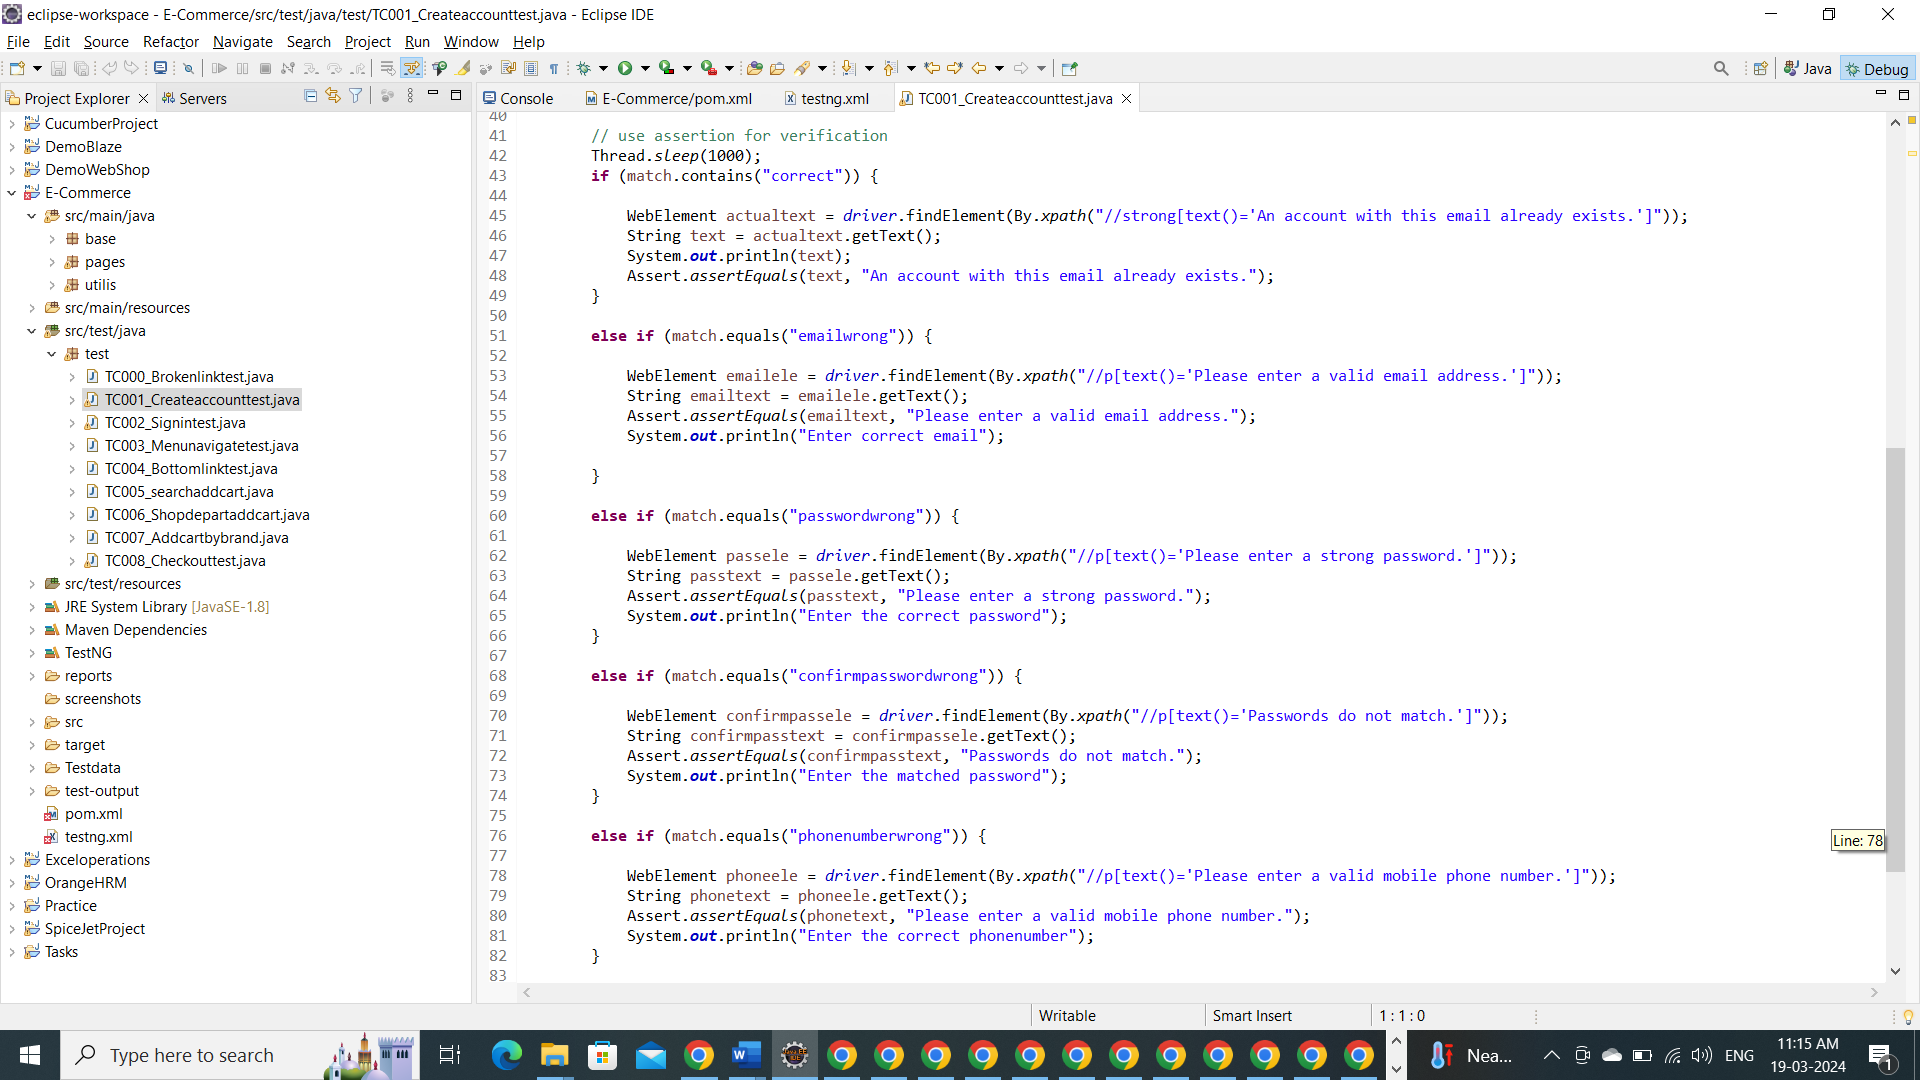 eclipse-workspace - E-Commerce/src/test/java/test/TC001_Createaccounttest.java - Eclipse IDE
File Edit Source Refactor Navigate Search Project Run Window Help
Java Debug
Project Explorer Servers
CucumberProject
DemoBlaze
DemoWebShop
E-Commerce
src/main/java
base
pages
utilis
src/main/resources
src/test/java
test
TC000_Brokenlinktest.java
TC001_Createaccounttest.java
TC002_Signintest.java
TC003_Menunavigatetest.java
TC004_Bottomlinktest.java
TC005_searchaddcart.java
TC006_Shopdepartaddcart.java
TC007_Addcartbybrand.java
TC008_Checkouttest.java
src/test/resources
JRE System Library [JavaSE-1.8]
Maven Dependencies
TestNG
reports
screenshots
src
target
Testdata
test-output
pom.xml
testng.xml
Exceloperations
OrangeHRM
Practice
SpiceJetProject
Tasks
Console E-Commerce/pom.xml testng.xml TC001_Createaccounttest.java
40
41 // use assertion for verification
42 Thread.sleep(1000);
43 if (match.contains("correct")) {
44
45 WebElement actualtext = driver.findElement(By.xpath("//strong[text()='An account with this email already exists.']"));
46 String text = actualtext.getText();
47 System.out.println(text);
48 Assert.assertEquals(text, "An account with this email already exists.");
49 }
50
51 else if (match.equals("emailwrong")) {
52
53 WebElement emailele = driver.findElement(By.xpath("//p[text()='Please enter a valid email address.']"));
54 String emailtext = emailele.getText();
55 Assert.assertEquals(emailtext, "Please enter a valid email address.");
56 System.out.println("Enter correct email");
57
58 }
59
60 else if (match.equals("passwordwrong")) {
61
62 WebElement passele = driver.findElement(By.xpath("//p[text()='Please enter a strong password.']"));
63 String passtext = passele.getText();
64 Assert.assertEquals(passtext, "Please enter a strong password.");
65 System.out.println("Enter the correct password");
66 }
67
68 else if (match.equals("confirmpasswordwrong")) {
69
70 WebElement confirmpassele = driver.findElement(By.xpath("//p[text()='Passwords do not match.']"));
71 String confirmpasstext = confirmpassele.getText();
72 Assert.assertEquals(confirmpasstext, "Passwords do not match.");
73 System.out.println("Enter the matched password");
74 }
75
76 else if (match.equals("phonenumberwrong")) {
77
78 WebElement phoneele = driver.findElement(By.xpath("//p[text()='Please enter a valid mobile phone number.']"));
79 String phonetext = phoneele.getText();
80 Assert.assertEquals(phonetext, "Please enter a valid mobile phone number.");
81 System.out.println("Enter the correct phonenumber");
82 }
83
Line: 78
Writable Smart Insert 1 : 1 : 0
Type here to search
Nea...
ENG
11:15 AM
19-03-2024
1